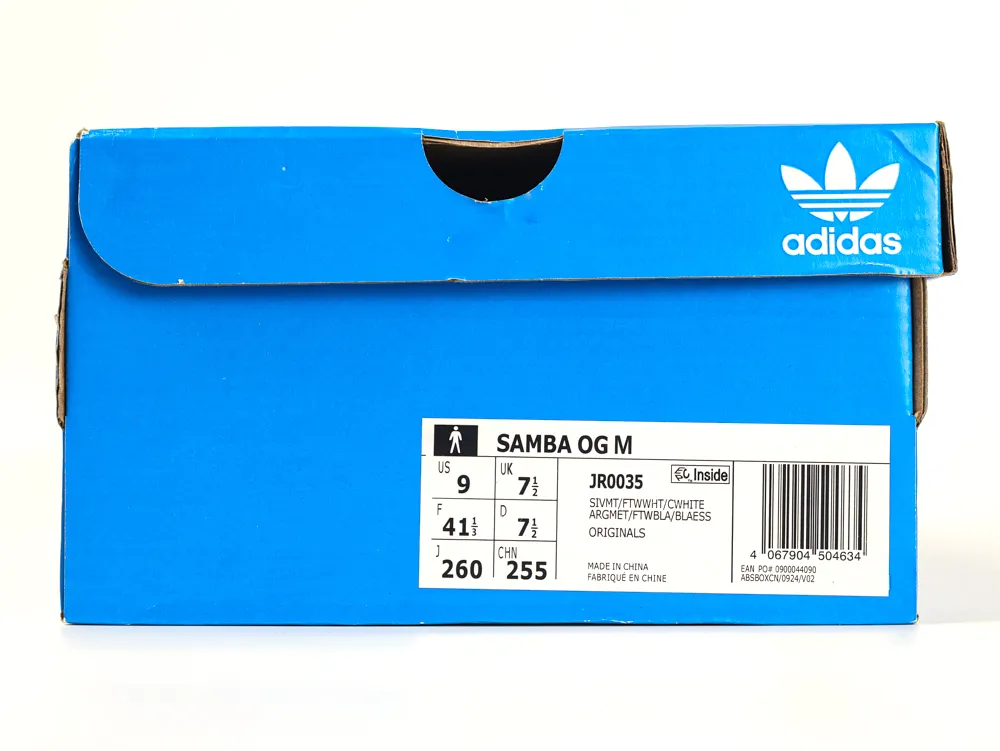 adidas
SAMBA OG M
US 9
UK 7½
F 41⅓
D 7½
J 260
CHN 255
JR0035
Inside
SIVMT/FTWWHT/CWHITE
ARGMET/FTWBLA/BLAESS
ORIGINALS
MADE IN CHINA
FABRIQUÉ EN CHINE
4 067904 504634
EAN PO# 0900044090
ABSBOXCN/0924/V02